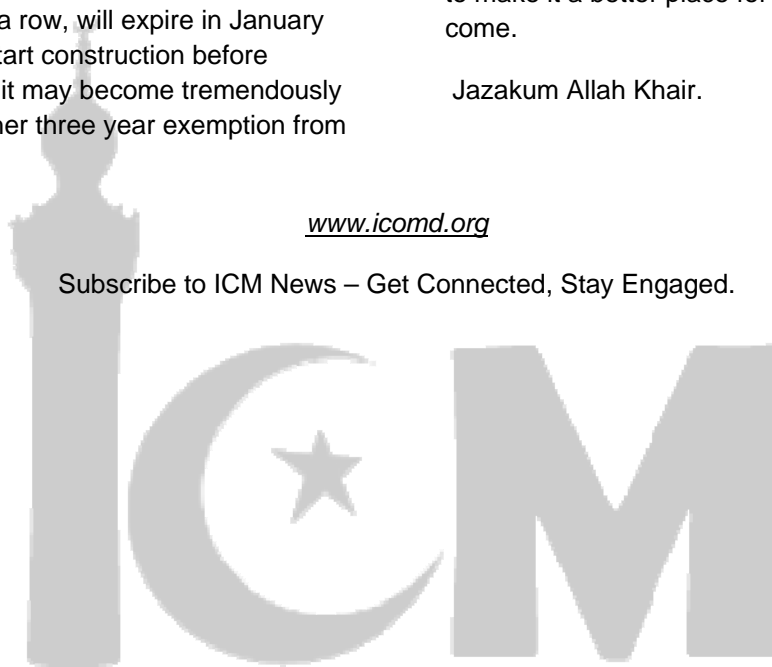 a row, will expire in January
tart construction before
it may become tremendously
her three year exemption from
to make it a better place for
come.
Jazakum Allah Khair.
www.icomd.org
Subscribe to ICM News – Get Connected, Stay Engaged.
ICM